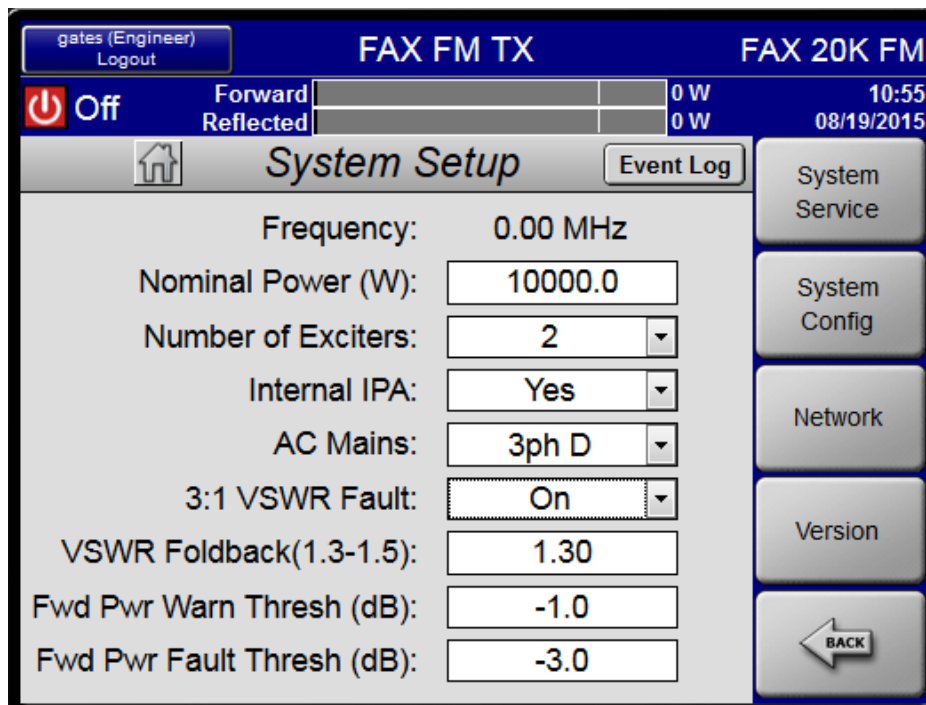 gates (Engineer)
Logout
FAX FM TX
FAX 20K FM
Off
Forward
0 W
10:55
Reflected
0 W
08/19/2015
System Setup
Event Log
System
Service
Frequency:
0.00 MHz
Nominal Power (W):
10000.0
System
Config
Number of Exciters:
2
Internal IPA:
Yes
Network
AC Mains:
3ph D
3:1 VSWR Fault:
On
Version
VSWR Foldback(1.3-1.5):
1.30
Fwd Pwr Warn Thresh (dB):
-1.0
BACK
Fwd Pwr Fault Thresh (dB):
-3.0